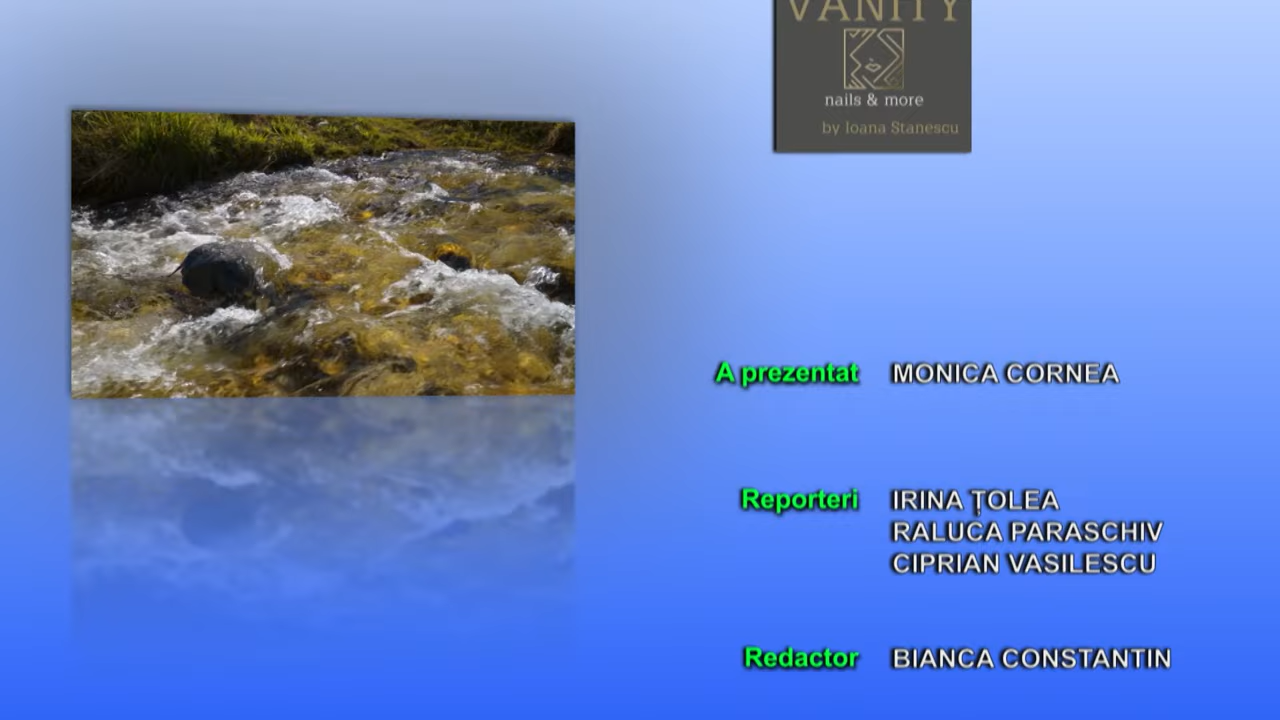 VANITY
nails & more
by Ioana Stanescu
A prezentat MONICA CORNEA
Reporteri IRINA ȚOLEA
RALUCA PARASCHIV
CIPRIAN VASILESCU
Redactor BIANCA CONSTANTIN